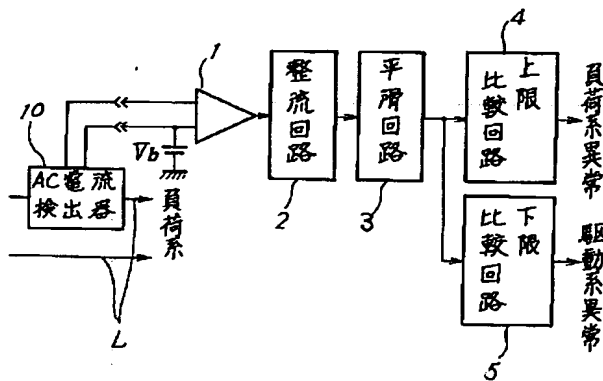 10
AC電流
検出器
Vb
負荷系
L
1
整流回路
2
平滑回路
3
4
上限
比較回路
負荷系異常
下限
比較回路
5
駆動系異常